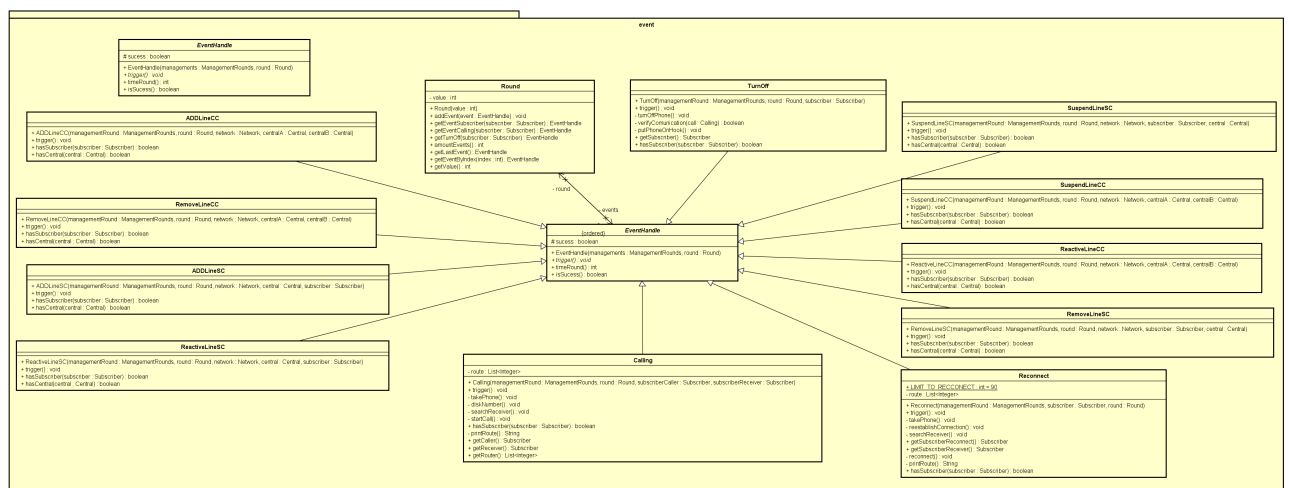 event
EventHandle
# sucess : boolean
+ EventHandle(managements : ManagementRounds, round : Round)
+ trigger() : void
+ timeRound() : int
+ isSucess() : boolean
ADDLineCC
+ ADDLineCC(managementRound : ManagementRounds, round : Round, network : Network, centralA : Central, centralB : Central)
+ trigger() : void
+ hasSubscriber(subscriber : Subscriber) : boolean
+ hasCentral(central : Central) : boolean
RemoveLineCC
+ RemoveLineCC(managementRound : ManagementRounds, round : Round, network : Network, centralA : Central, centralB : Central)
+ trigger() : void
+ hasSubscriber(subscriber : Subscriber) : boolean
+ hasCentral(central : Central) : boolean
ADDLineSC
+ ADDLineSC(managementRound : ManagementRounds, round : Round, network : Network, central : Central, subscriber : Subscriber)
+ trigger() : void
+ hasSubscriber(subscriber : Subscriber) : boolean
+ hasCentral(central : Central) : boolean
ReactiveLineSC
+ ReactiveLineSC(managementRound : ManagementRounds, round : Round, network : Network, central : Central, subscriber : Subscriber)
+ trigger() : void
+ hasSubscriber(subscriber : Subscriber) : boolean
+ hasCentral(central : Central) : boolean
Round
- value : int
+ Round(value : int)
+ addEvent(event : EventHandle) : void
+ getEventSubscriber(subscriber : Subscriber) : EventHandle
+ getEventCalling(subscriber : Subscriber) : EventHandle
+ getTurnOff(subscriber : Subscriber) : EventHandle
+ amountEvents() : int
+ getLastEvent() : EventHandle
+ getEventByIndex(index : int) : EventHandle
+ getValue() : int
- round
- events
{ordered}
EventHandle
# sucess : boolean
+ EventHandle(managements : ManagementRounds, round : Round)
+ trigger() : void
+ timeRound() : int
+ isSucess() : boolean
Calling
- route : List<Integer>
+ Calling(managementRound : ManagementRounds, round : Round, subscriberCaller : Subscriber, subscriberReceiver : Subscriber)
+ trigger() : void
- takePhone() : void
- diskNumber() : void
- searchReceiver() : void
- startCall() : void
+ hasSubscriber(subscriber : Subscriber) : boolean
- printRoute() : String
+ getCaller() : Subscriber
+ getReceiver() : Subscriber
+ getRouter() : List<Integer>
TurnOff
+ TurnOff(managementRound : ManagementRounds, round : Round, subscriber : Subscriber)
+ trigger() : void
- turnOffPhone() : void
- verifyComunication(call : Calling) : boolean
- putPhoneOnHook() : void
+ getSubscriber() : Subscriber
+ hasSubscriber(subscriber : Subscriber) : boolean
SuspendLineSC
+ SuspendLineSC(managementRound : ManagementRounds, round : Round, network : Network, subscriber : Subscriber, central : Central)
+ trigger() : void
+ hasSubscriber(subscriber : Subscriber) : boolean
+ hasCentral(central : Central) : boolean
SuspendLineCC
+ SuspendLineCC(managementRound : ManagementRounds, round : Round, network : Network, centralA : Central, centralB : Central)
+ trigger() : void
+ hasSubscriber(subscriber : Subscriber) : boolean
+ hasCentral(central : Central) : boolean
ReactiveLineCC
+ ReactiveLineCC(managementRound : ManagementRounds, round : Round, network : Network, centralA : Central, centralB : Central)
+ trigger() : void
+ hasSubscriber(subscriber : Subscriber) : boolean
+ hasCentral(central : Central) : boolean
RemoveLineSC
+ RemoveLineSC(managementRound : ManagementRounds, round : Round, network : Network, subscriber : Subscriber, central : Central)
+ trigger() : void
+ hasSubscriber(subscriber : Subscriber) : boolean
+ hasCentral(central : Central) : boolean
Reconnect
+ LIMIT_TO_RECCONECT : int = 50
- route : List<Integer>
+ Reconnect(managementRound : ManagementRounds, subscriber : Subscriber, round : Round)
+ trigger() : void
- takePhone() : void
- reestablishConnection() : void
- searchReceiver() : void
+ getSubscriberReconnect() : Subscriber
+ getSubscriberReceiver() : Subscriber
- reconnect() : void
- printRoute() : String
+ hasSubscriber(subscriber : Subscriber) : boolean